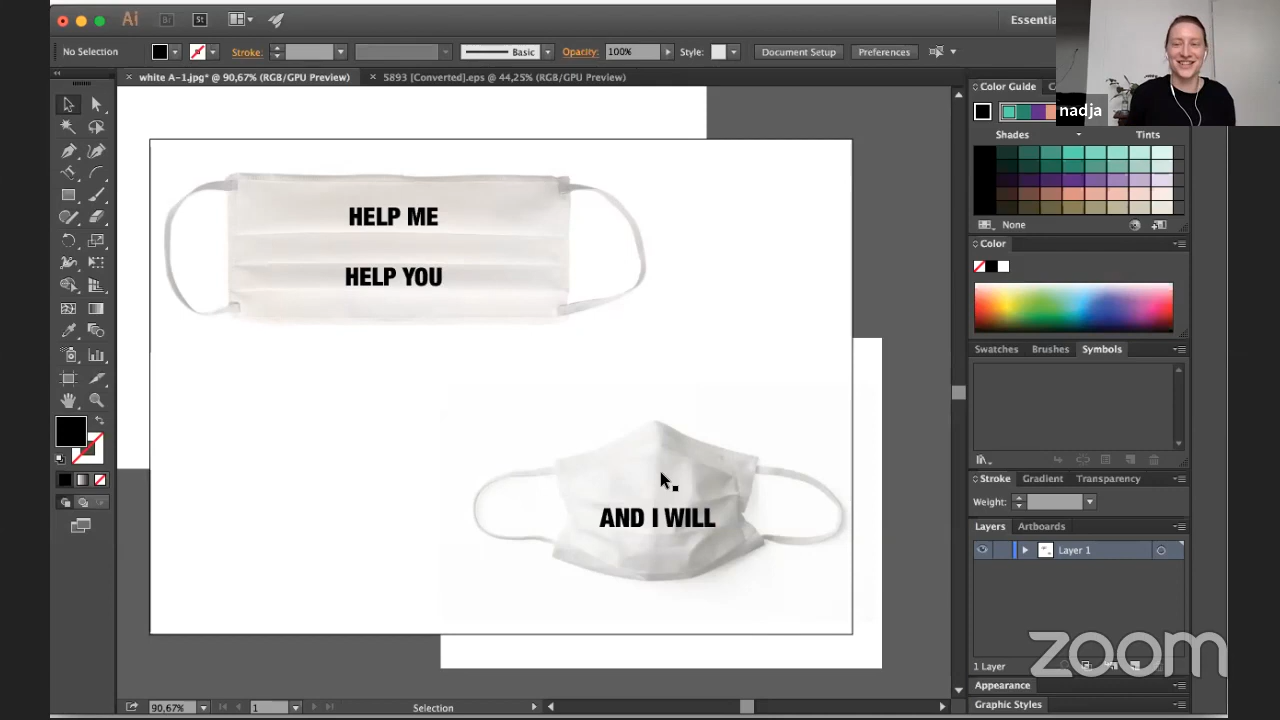 Ai Br St Essentia
No Selection Stroke: Basic Opacity: 100% Style: Document Setup Preferences
× white A-1.jpg* @ 90,67% (RGB/GPU Preview) × 5893 [Converted].eps @ 44,25% (RGB/GPU Preview)
Color Guide
nadja
Shades Tints
HELP ME
HELP YOU
None
Color
Swatches Brushes Symbols
Stroke Gradient Transparency
Weight:
AND I WILL
Layers Artboards
Layer 1
1 Layer
zoom
Appearance
Graphic Styles
90,67% 1 Selection